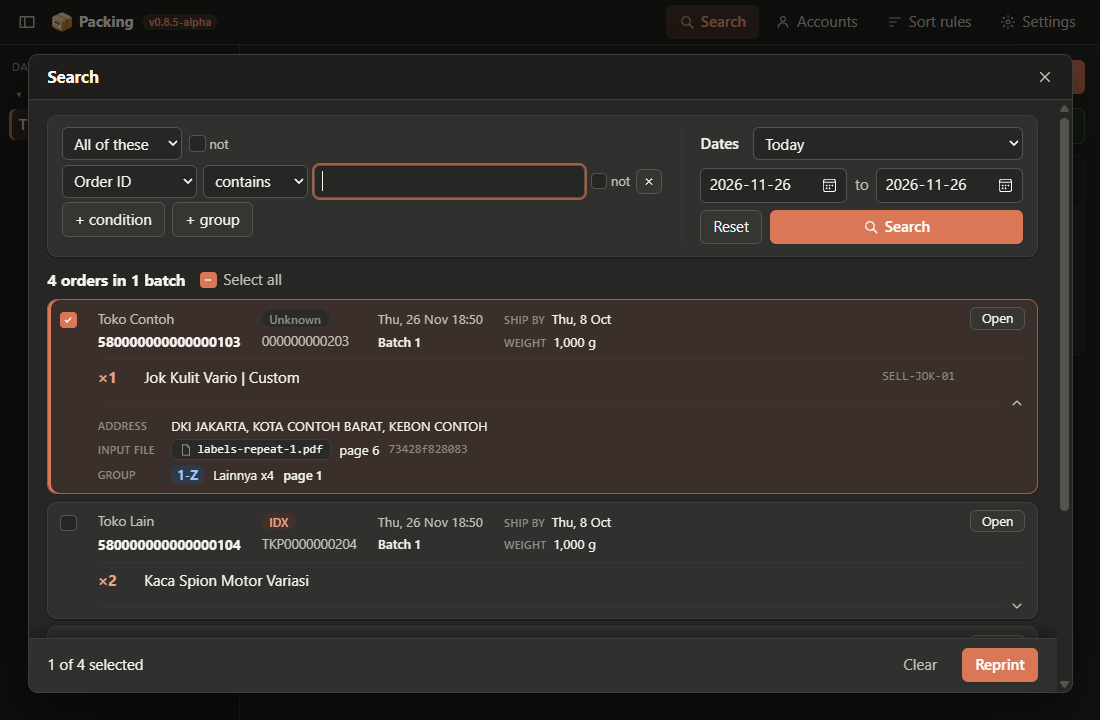 Packing v0.8.5-alpha Search Accounts Sort rules Settings
DA
T
Search
All of these not
Dates Today
Order ID contains not
2026-11-26 to 2026-11-26
+ condition + group
Reset Search
4 orders in 1 batch Select all
Toko Contoh Unknown Thu, 26 Nov 18:50 SHIP BY Thu, 8 Oct Open
580000000000000103 000000000203 Batch 1 WEIGHT 1,000 g
×1 Jok Kulit Vario | Custom SELL-JOK-01
ADDRESS DKI JAKARTA, KOTA CONTOH BARAT, KEBON CONTOH
INPUT FILE labels-repeat-1.pdf page 6 73428f828083
GROUP 1-Z Lainnya x4 page 1
Toko Lain IDX Thu, 26 Nov 18:50 SHIP BY Thu, 8 Oct Open
580000000000000104 TKP0000000204 Batch 1 WEIGHT 1,000 g
×2 Kaca Spion Motor Variasi
1 of 4 selected Clear Reprint